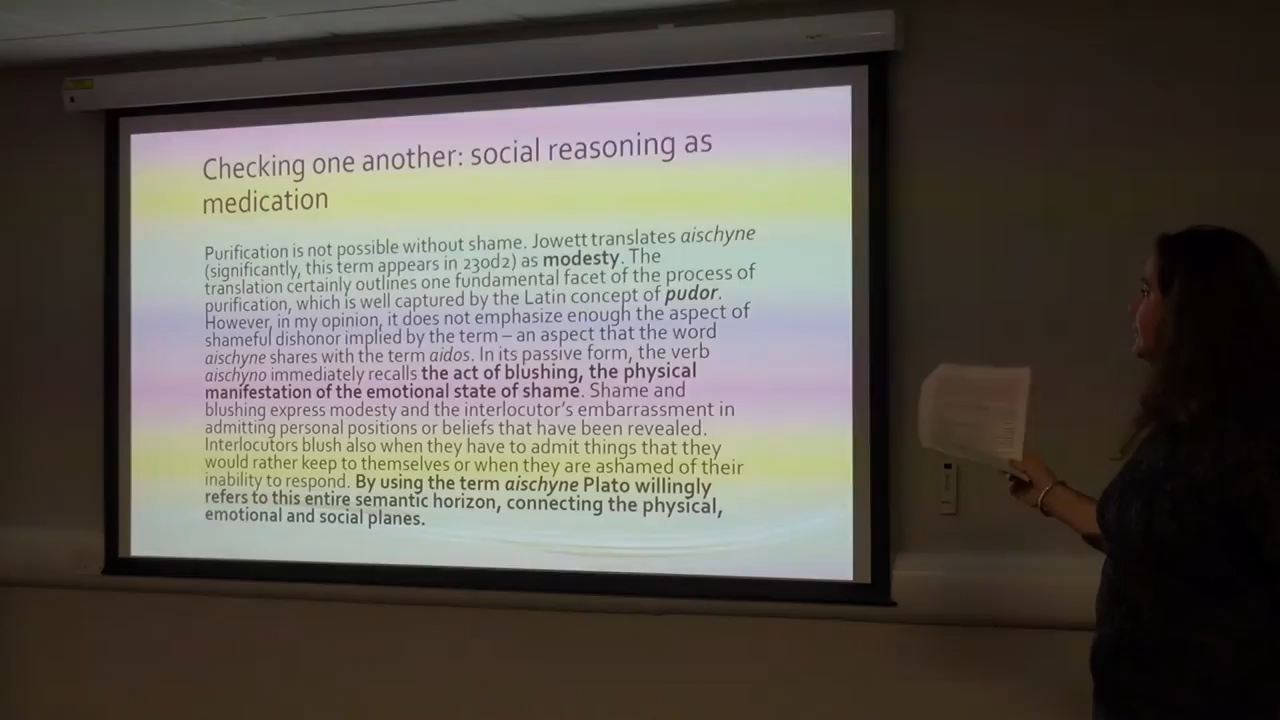 Checking one another: social reasoning as
medication
Purification is not possible without shame. Jowett translates aischyne
(significantly, this term appears in 230d2) as modesty. The
translation certainly outlines one fundamental facet of the process of
purification, which is well captured by the Latin concept of pudor.
However, in my opinion, it does not emphasize enough the aspect of
shameful dishonor implied by the term – an aspect that the word
aischyne shares with the term aidos. In its passive form, the verb
aischyno immediately recalls the act of blushing, the physical
manifestation of the emotional state of shame. Shame and
blushing express modesty and the interlocutor's embarrassment in
admitting personal positions or beliefs that have been revealed.
Interlocutors blush also when they have to admit things that they
would rather keep to themselves or when they are ashamed of their
inability to respond. By using the term aischyne Plato willingly
refers to this entire semantic horizon, connecting the physical,
emotional and social planes.